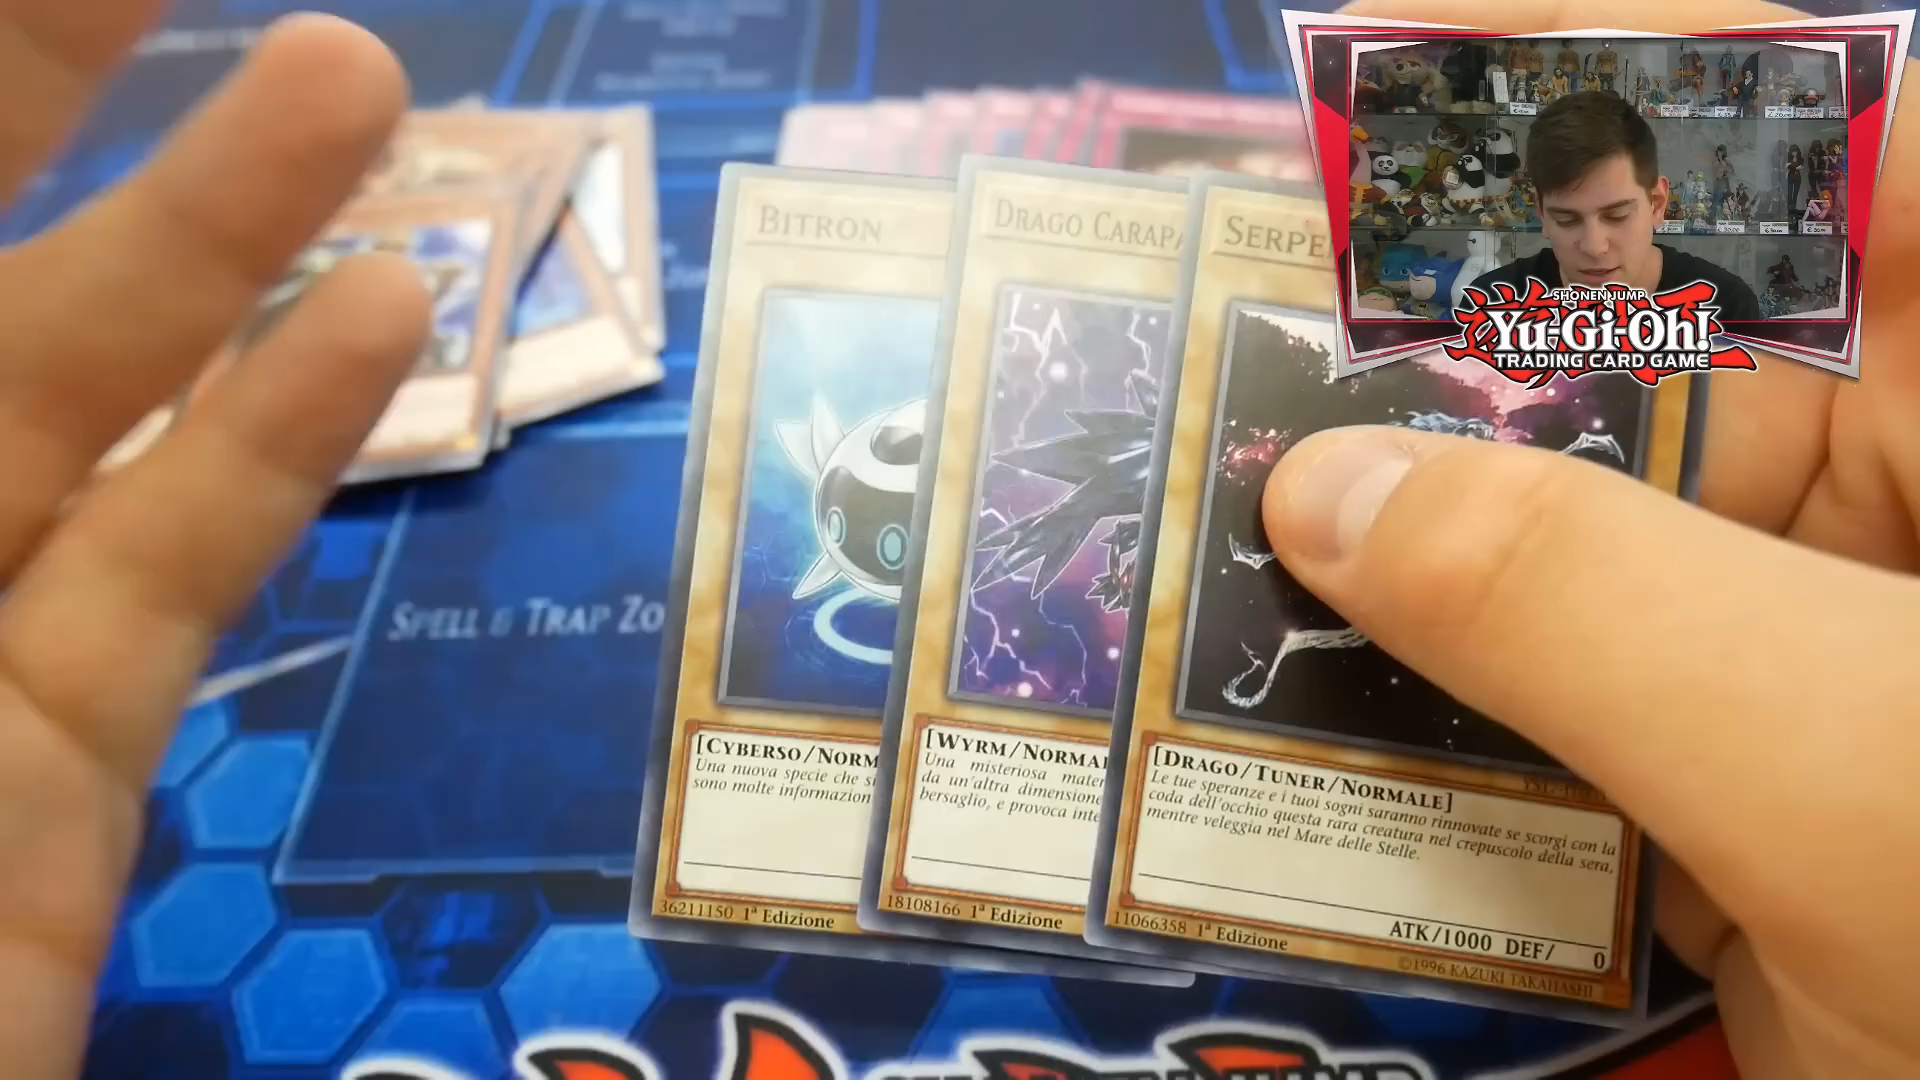 SHONEN JUMP
Yu-Gi-Oh!
TRADING CARD GAME
BITRON
DRAGO CARAPA
SERPE
SPELL & TRAP ZO
[CYBERSO/NORM
Una nuova specie che si
sono molte informazion
36211150 1ª Edizione
[WYRM/NORMA
Una misteriosa mater
da un'altra dimensione
bersaglio, e provoca inte
18108166 1ª Edizione
[DRAGO/TUNER/NORMALE]
Le tue speranze e i tuoi sogni saranno rinnovate se scorgi con la
coda dell'occhio questa rara creatura nel crepuscolo della sera,
mentre veleggia nel Mare delle Stelle.
ATK/1000 DEF/ 0
11066358 1ª Edizione
©1996 KAZUKI TAKAHASHI